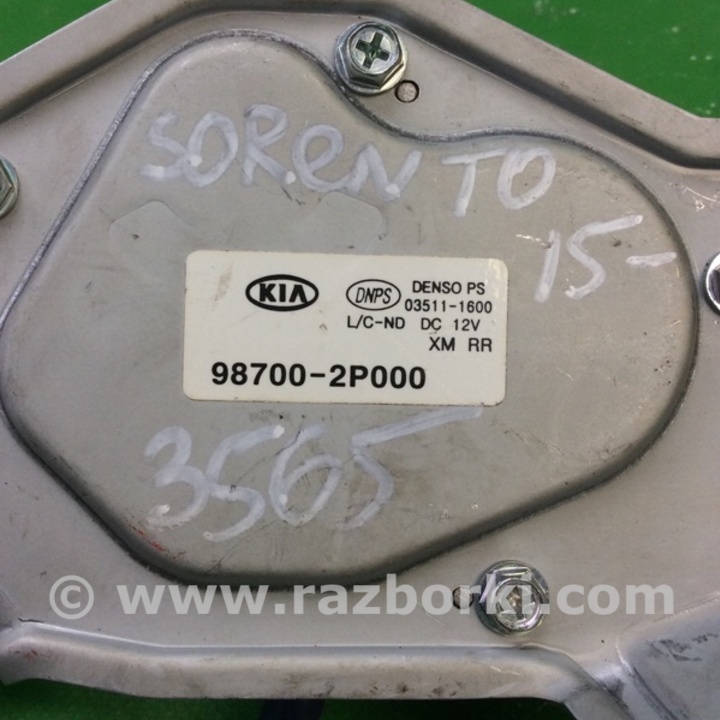 SORENTO
15-
KIA DNPS DENSO PS
03511-1600
L/C-ND DC 12V
XM RR
98700-2P000
3565
© www.razborki.com